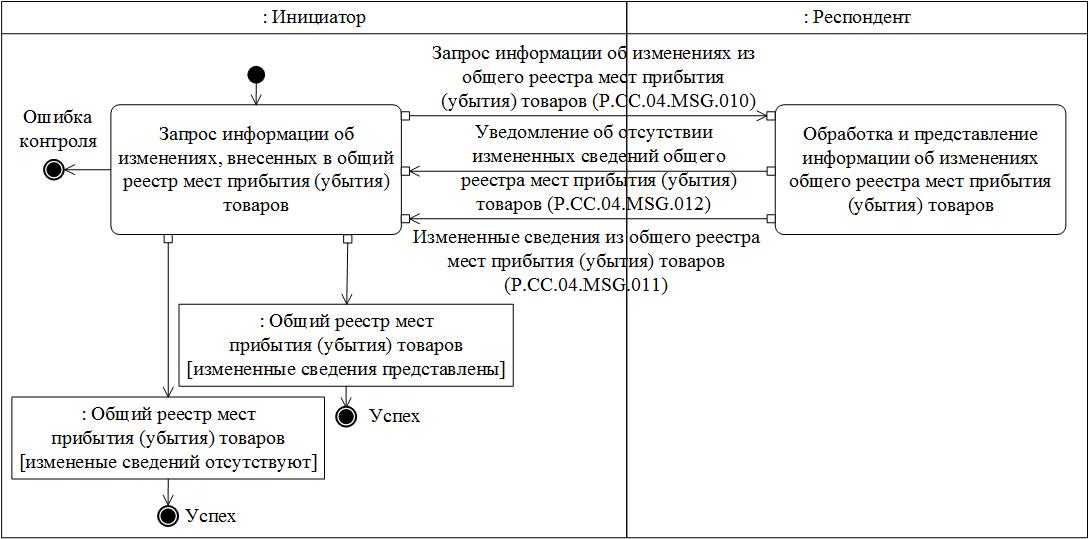 : Инициатор
: Респондент
Запрос информации об изменениях из
общего реестра мест прибытия
(убытия) товаров (P.CC.04.MSG.010)
Ошибка
контроля
Запрос информации об
изменениях, внесенных в общий
реестр мест прибытия (убытия)
товаров
Уведомление об отсутствии
измененных сведений общего
реестра мест прибытия (убытия)
товаров (P.CC.04.MSG.012)
Обработка и представление
информации об изменениях
общего реестра мест прибытия
(убытия) товаров
Измененные сведения из общего реестра
мест прибытия (убытия) товаров
(P.CC.04.MSG.011)
: Общий реестр мест
прибытия (убытия) товаров
[измененные сведения представлены]
Успех
: Общий реестр мест
прибытия (убытия) товаров
[измененые сведений отсутствуют]
Успех